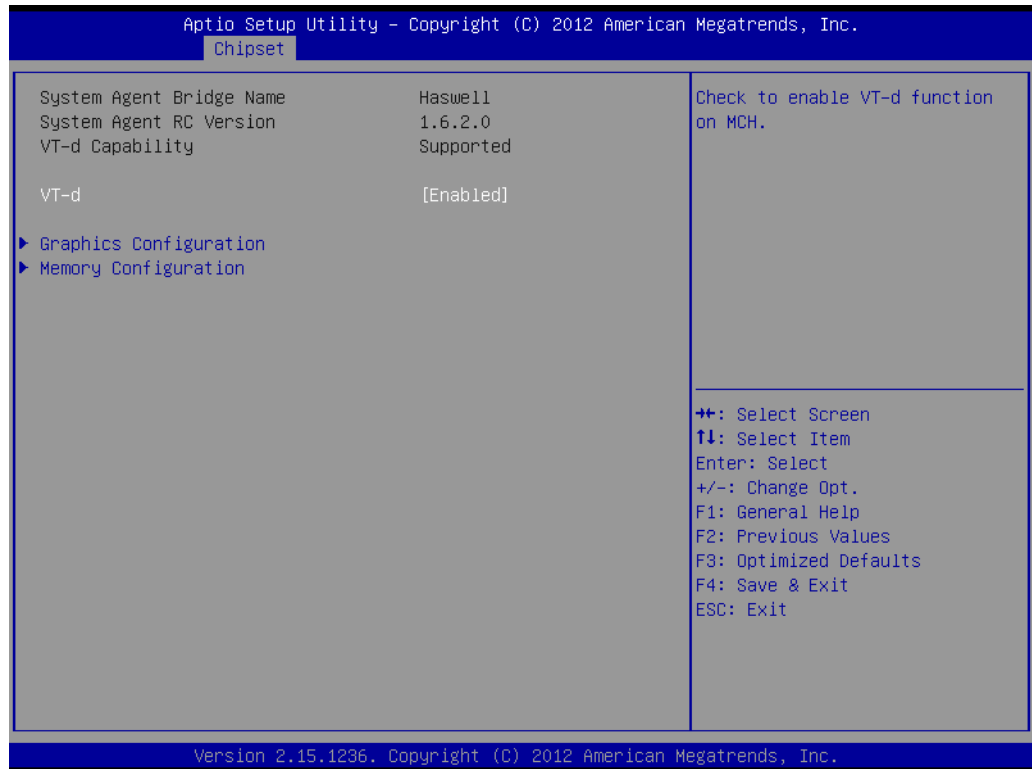 Aptio Setup Utility – Copyright (C) 2012 American Megatrends, Inc.
Chipset
System Agent Bridge Name Haswell
System Agent RC Version 1.6.2.0
VT-d Capability Supported
VT-d [Enabled]
Graphics Configuration
Memory Configuration
Check to enable VT-d function
on MCH.
→←: Select Screen
↑↓: Select Item
Enter: Select
+/-: Change Opt.
F1: General Help
F2: Previous Values
F3: Optimized Defaults
F4: Save & Exit
ESC: Exit
Version 2.15.1236. Copyright (C) 2012 American Megatrends, Inc.